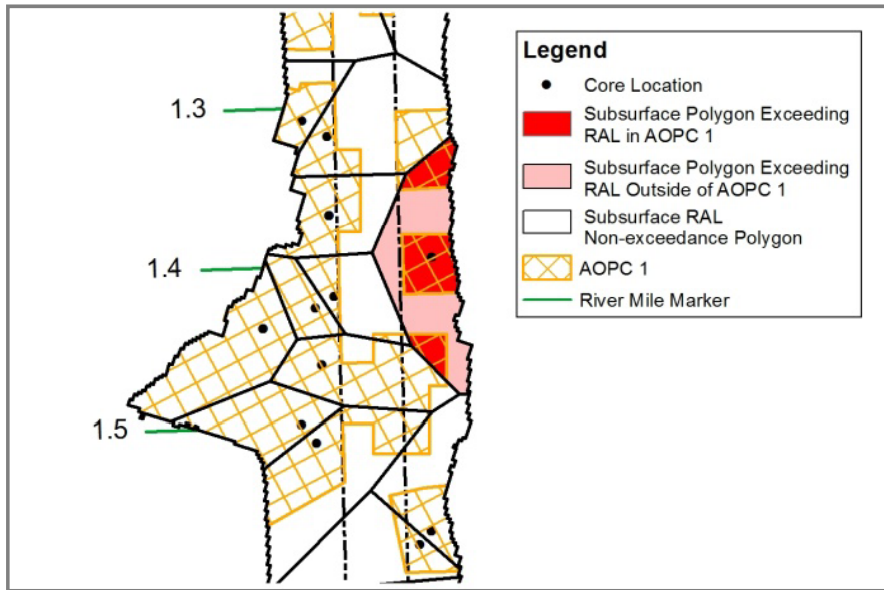 1.3
1.4
1.5
Legend
Core Location
Subsurface Polygon Exceeding
RAL in AOPC 1
Subsurface Polygon Exceeding
RAL Outside of AOPC 1
Subsurface RAL
Non-exceedance Polygon
AOPC 1
River Mile Marker